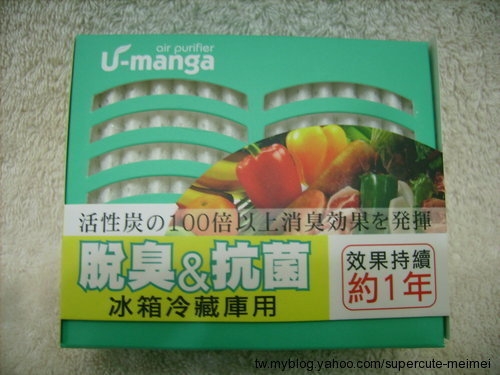 air purifier
U-manga
活性炭の100倍以上消臭効果を発揮
脫臭&抗菌
冰箱冷藏庫用
效果持續
約1年
tw.myblog.yahoo.com/supercute-meimei